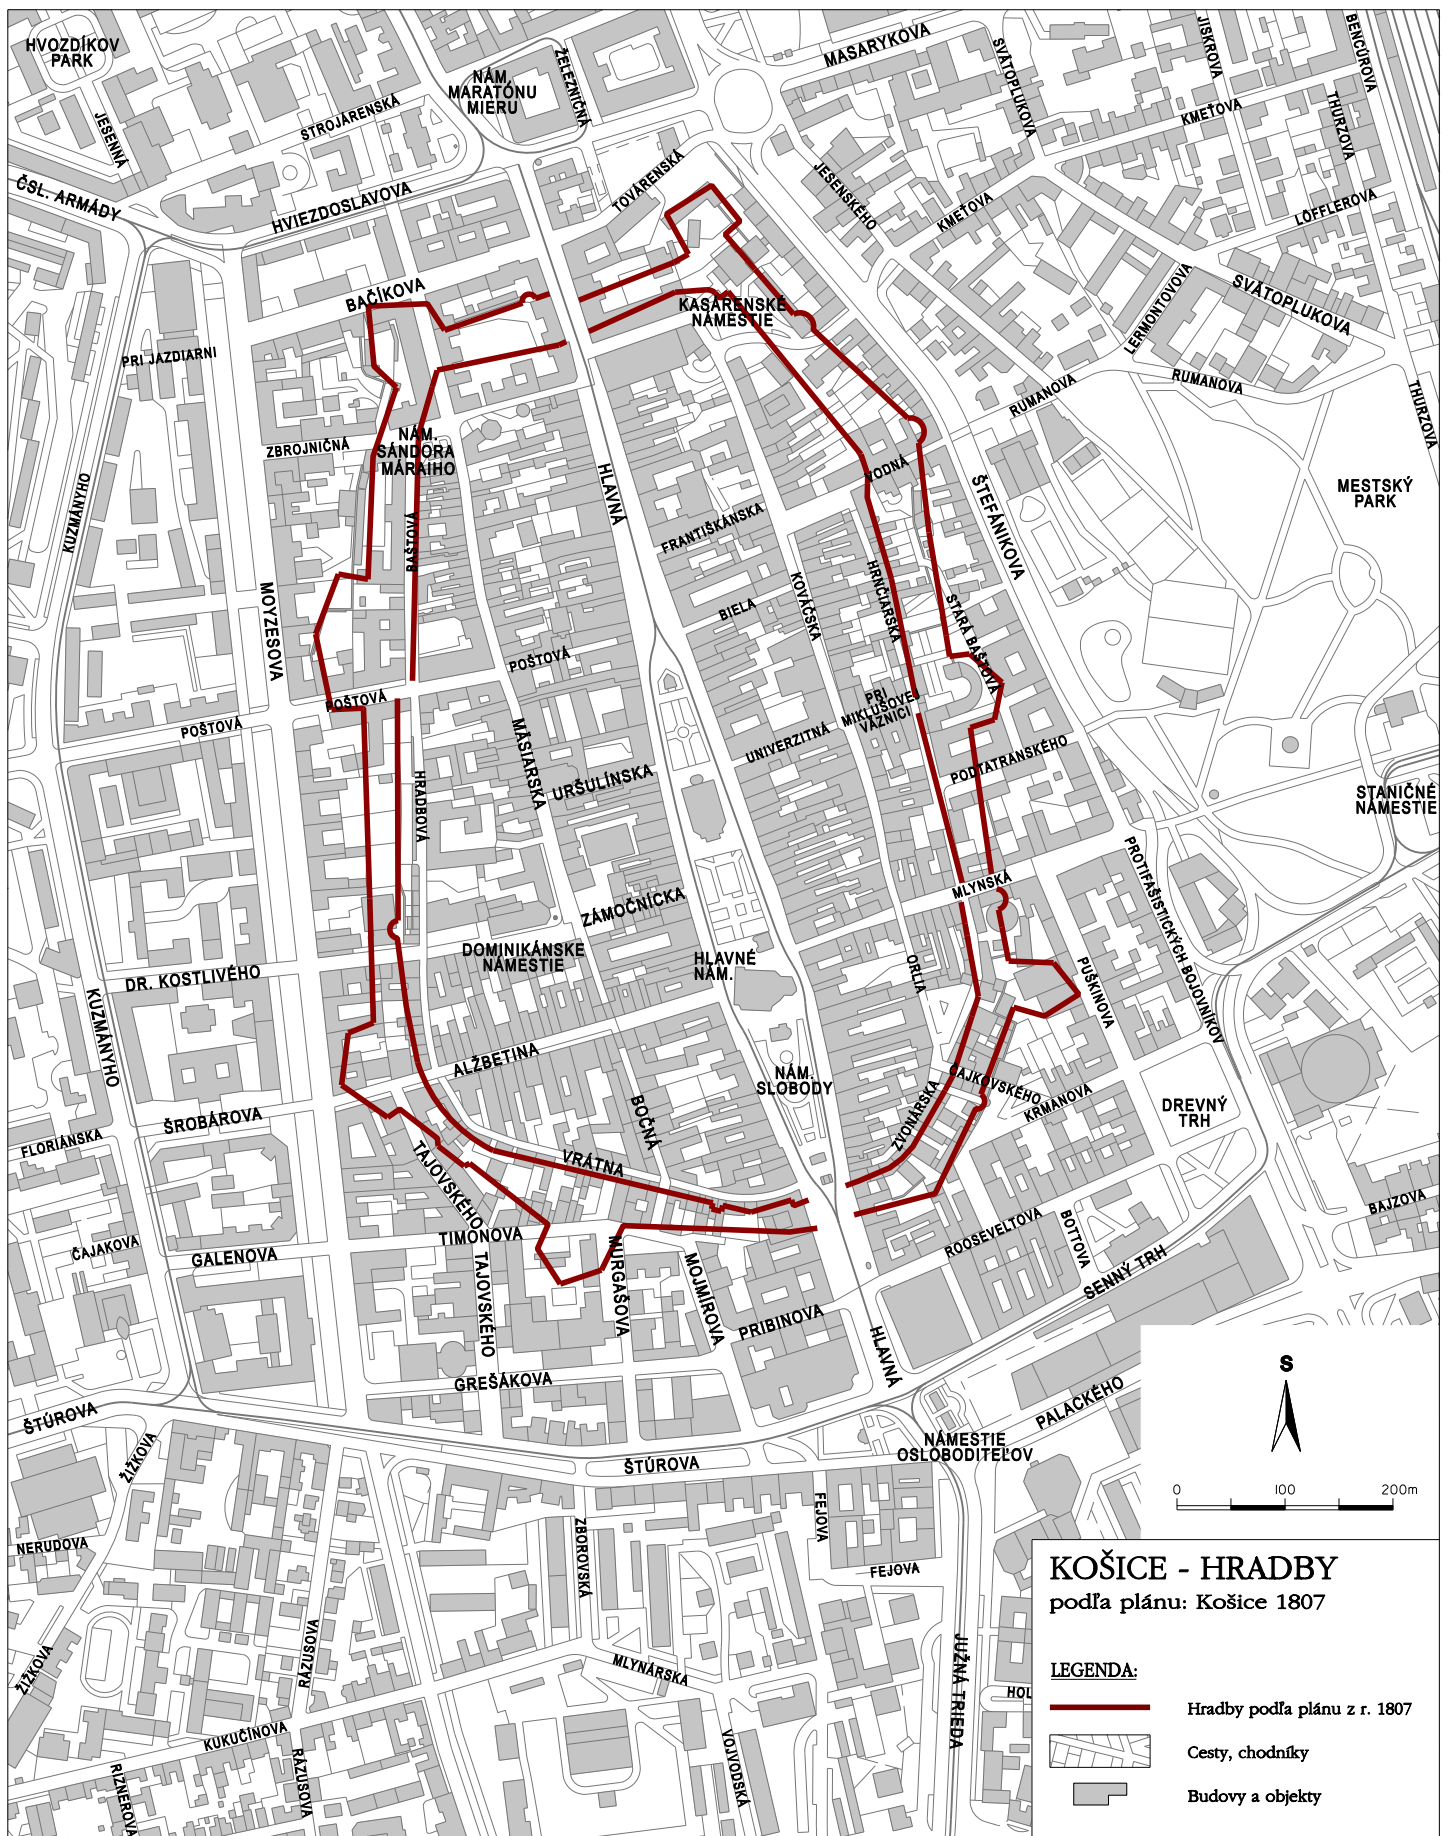 HVOZDÍKOV
PARK
JESENNÁ
ČSL. ARMÁDY
STROJÁRENSKÁ
HVIEZDOSLAVOVA
NÁM.
MARATÓNU
MIERU
ŽELEZNIČNÁ
MASARYKOVA
SVÄTOPLUKOVA
JISKROVA
BENCÚROVA
THURZOVA
KMEŤOVA
JESENSKÉHO
KMEŤOVA
LÖFFLEROVA
TOVÁRENSKÁ
BAČÍKOVA
KASÁRENSKÉ
NÁMESTIE
LERMONTOVOVA
SVÄTOPLUKOVA
PRI JAZDIARNI
RUMANOVA
RUMANOVA
THURZOVA
ZBROJNIČNÁ
NÁM.
SÁNDORA
MÁRAIHO
KUZMÁNYHO
HLAVNÁ
VODNÁ
ŠTEFÁNIKOVA
MESTSKÝ
PARK
BAŠTOVÁ
FRANTIŠKÁNSKA
MOYZESOVA
KOVÁČSKA
HRNČIARSKA
BIELA
STARÁ BAŠTOVÁ
POŠTOVÁ
POŠTOVÁ
POŠTOVÁ
PRI
MIKLUŠOVEJ
VÄZNICI
UNIVERZITNÁ
MÄSIARSKA
URŠULÍNSKA
PODTATRANSKÉHO
HRADBOVÁ
STANIČNÉ
NÁMESTIE
PROTIFAŠISTICKÝCH BOJOVNÍKOV
MLYNSKÁ
ZÁMOČNÍCKA
DOMINIKÁNSKE
NÁMESTIE
HLAVNÉ
NÁM.
ORLIA
PUŠKINOVA
DR. KOSTLIVÉHO
KUZMÁNYHO
ALŽBETINA
NÁM.
SLOBODY
ČAJKOVSKÉHO
KRMANOVA
DREVNÝ
TRH
ZVONÁRSKA
BOČNÁ
ŠROBÁROVA
FLORIÁNSKA
TAJOVSKÉHO
VRÁTNA
BAJZOVA
ROOSEVELTOVA
BOTTOVA
SENNÝ TRH
ČAJAKOVA
GALENOVA
TIMONOVA
TAJOVSKÉHO
MURGAŠOVA
MOJMÍROVA
PRIBINOVA
HLAVNÁ
GREŠÁKOVA
PALACKÉHO
ŠTÚROVA
ŽIŽKOVA
ŠTÚROVA
NÁMESTIE
OSLOBODITEĽOV
S
0 100 200m
NERUDOVA
ZBOROVSKÁ
FEJOVA
FEJOVA
ŽIŽKOVA
RÁZUSOVA
MLYNÁRSKA
JUŽNÁ TRIEDA
HOL
KUKUČÍNOVA
RÁZUSOVA
RIZNEROVA
VOJVODSKÁ
KOŠICE - HRADBY
podľa plánu: Košice 1807
LEGENDA:
Hradby podľa plánu z r. 1807
Cesty, chodníky
Budovy a objekty